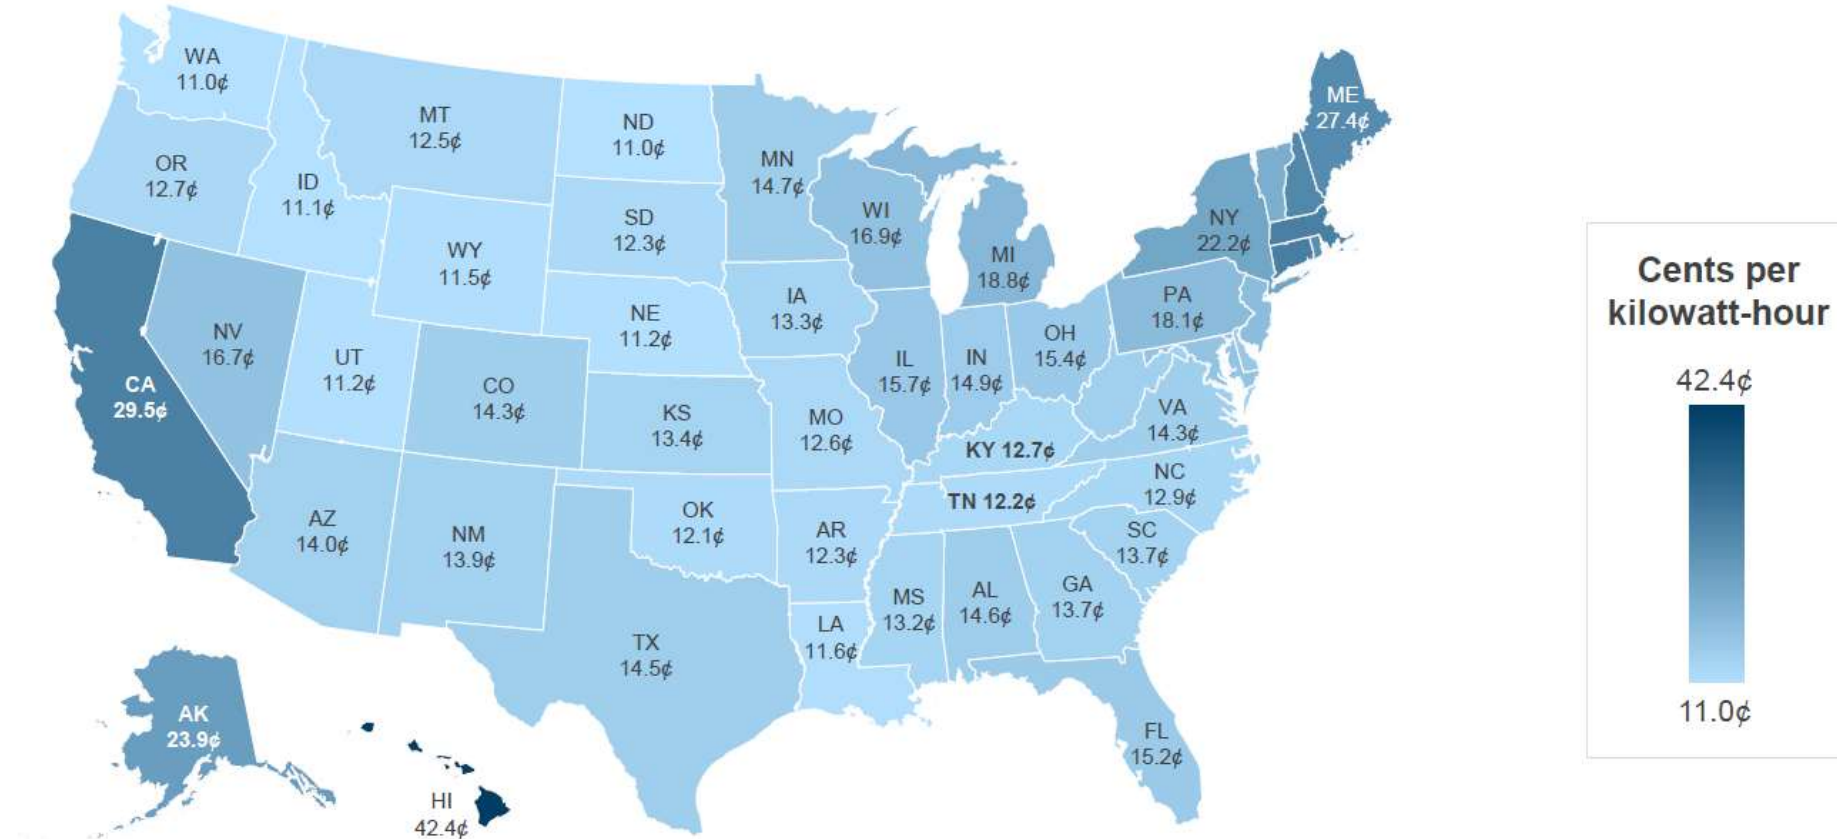 WA
11.0¢
MT
12.5¢
ND
11.0¢
ME
27.4¢
OR
12.7¢
ID
11.1¢
MN
14.7¢
SD
12.3¢
WI
16.9¢
NY
22.2¢
WY
11.5¢
MI
18.8¢
IA
13.3¢
PA
18.1¢
NE
11.2¢
NV
16.7¢
UT
11.2¢
OH
15.4¢
IL
15.7¢
IN
14.9¢
CA
29.5¢
CO
14.3¢
KS
13.4¢
MO
12.6¢
VA
14.3¢
KY 12.7¢
NC
12.9¢
TN 12.2¢
OK
12.1¢
AZ
14.0¢
NM
13.9¢
AR
12.3¢
SC
13.7¢
MS
13.2¢
AL
14.6¢
GA
13.7¢
LA
11.6¢
TX
14.5¢
AK
23.9¢
FL
15.2¢
HI
42.4¢
Cents per
kilowatt-hour
42.4¢
11.0¢